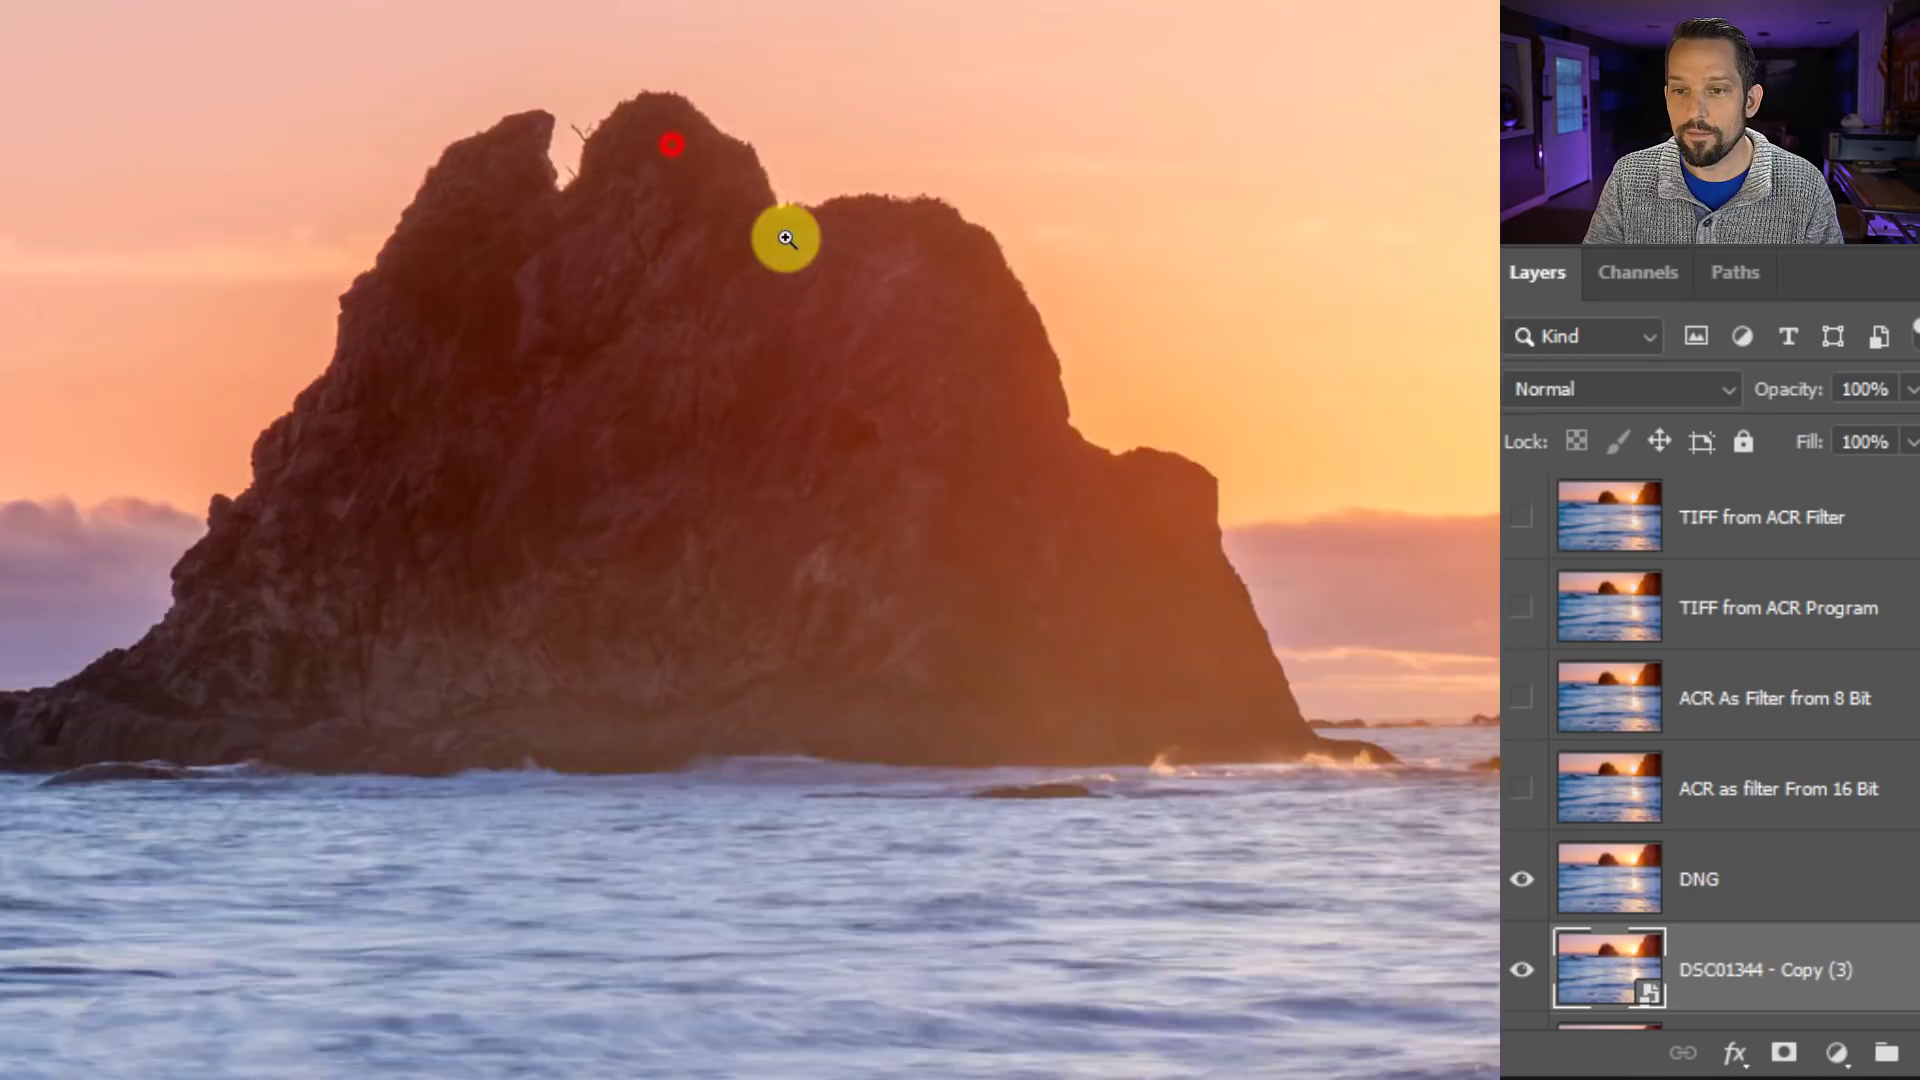 Layers Channels Paths
Kind
Normal Opacity: 100%
Lock: Fill: 100%
TIFF from ACR Filter
TIFF from ACR Program
ACR As Filter from 8 Bit
ACR as filter From 16 Bit
DNG
DSC01344 - Copy (3)
fx